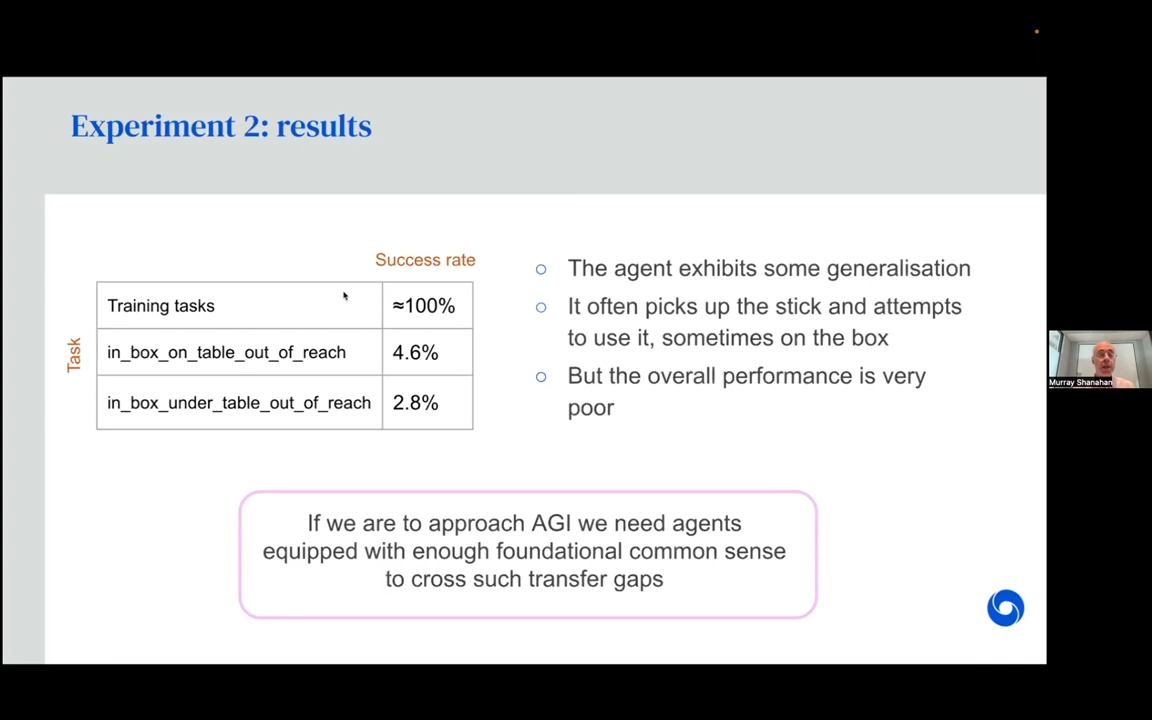 Experiment 2: results
Success rate
Task
Training tasks ≈100%
in_box_on_table_out_of_reach 4.6%
in_box_under_table_out_of_reach 2.8%
The agent exhibits some generalisation
It often picks up the stick and attempts
to use it, sometimes on the box
But the overall performance is very
poor
If we are to approach AGI we need agents
equipped with enough foundational common sense
to cross such transfer gaps
Murray Shanahan